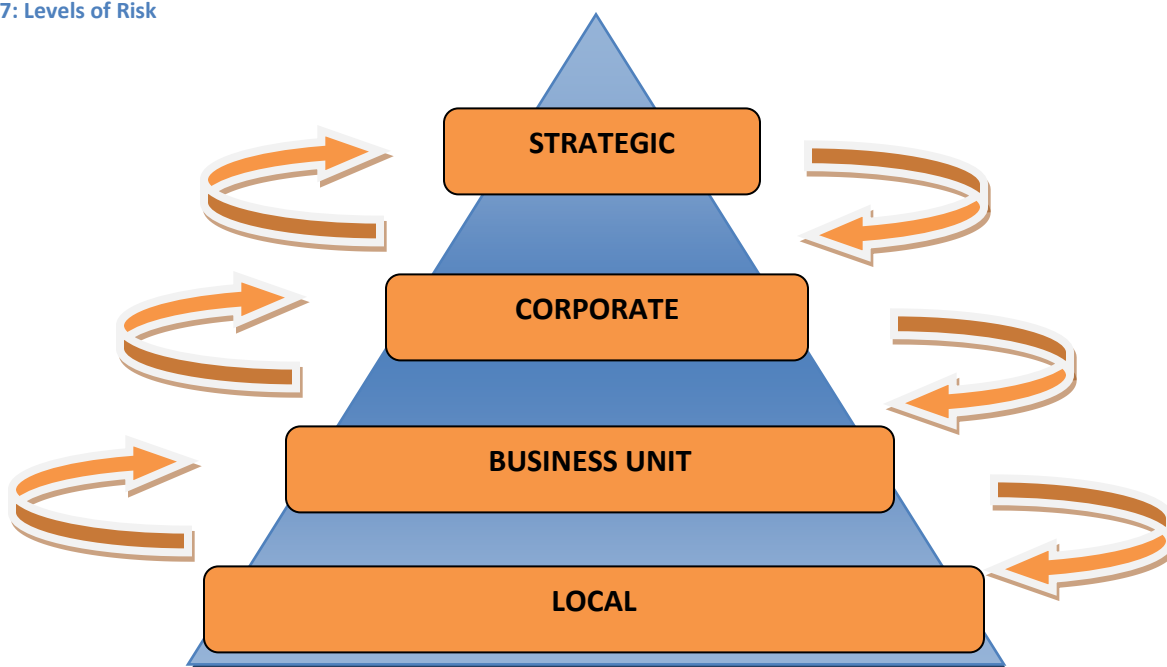 7: Levels of Risk
STRATEGIC
CORPORATE
BUSINESS UNIT
LOCAL